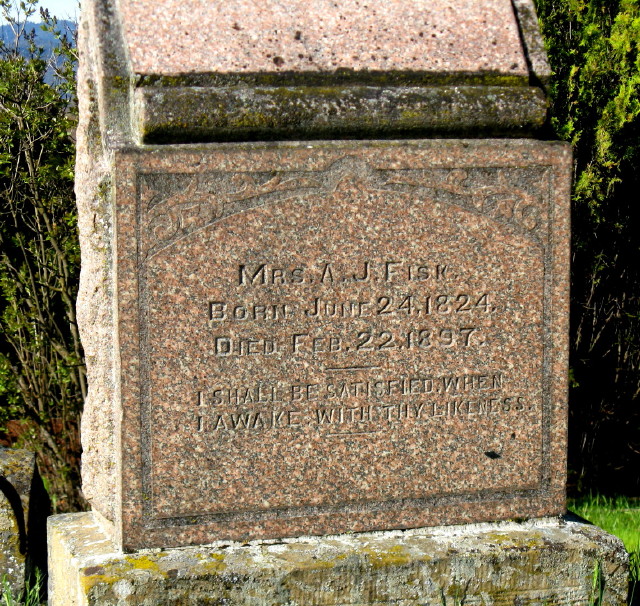 MRS. A. J. FISK.
BORN JUNE 24, 1824.
DIED FEB. 22, 1897.
I SHALL BE SATISFIED, WHEN
I AWAKE, WITH THY LIKENESS.